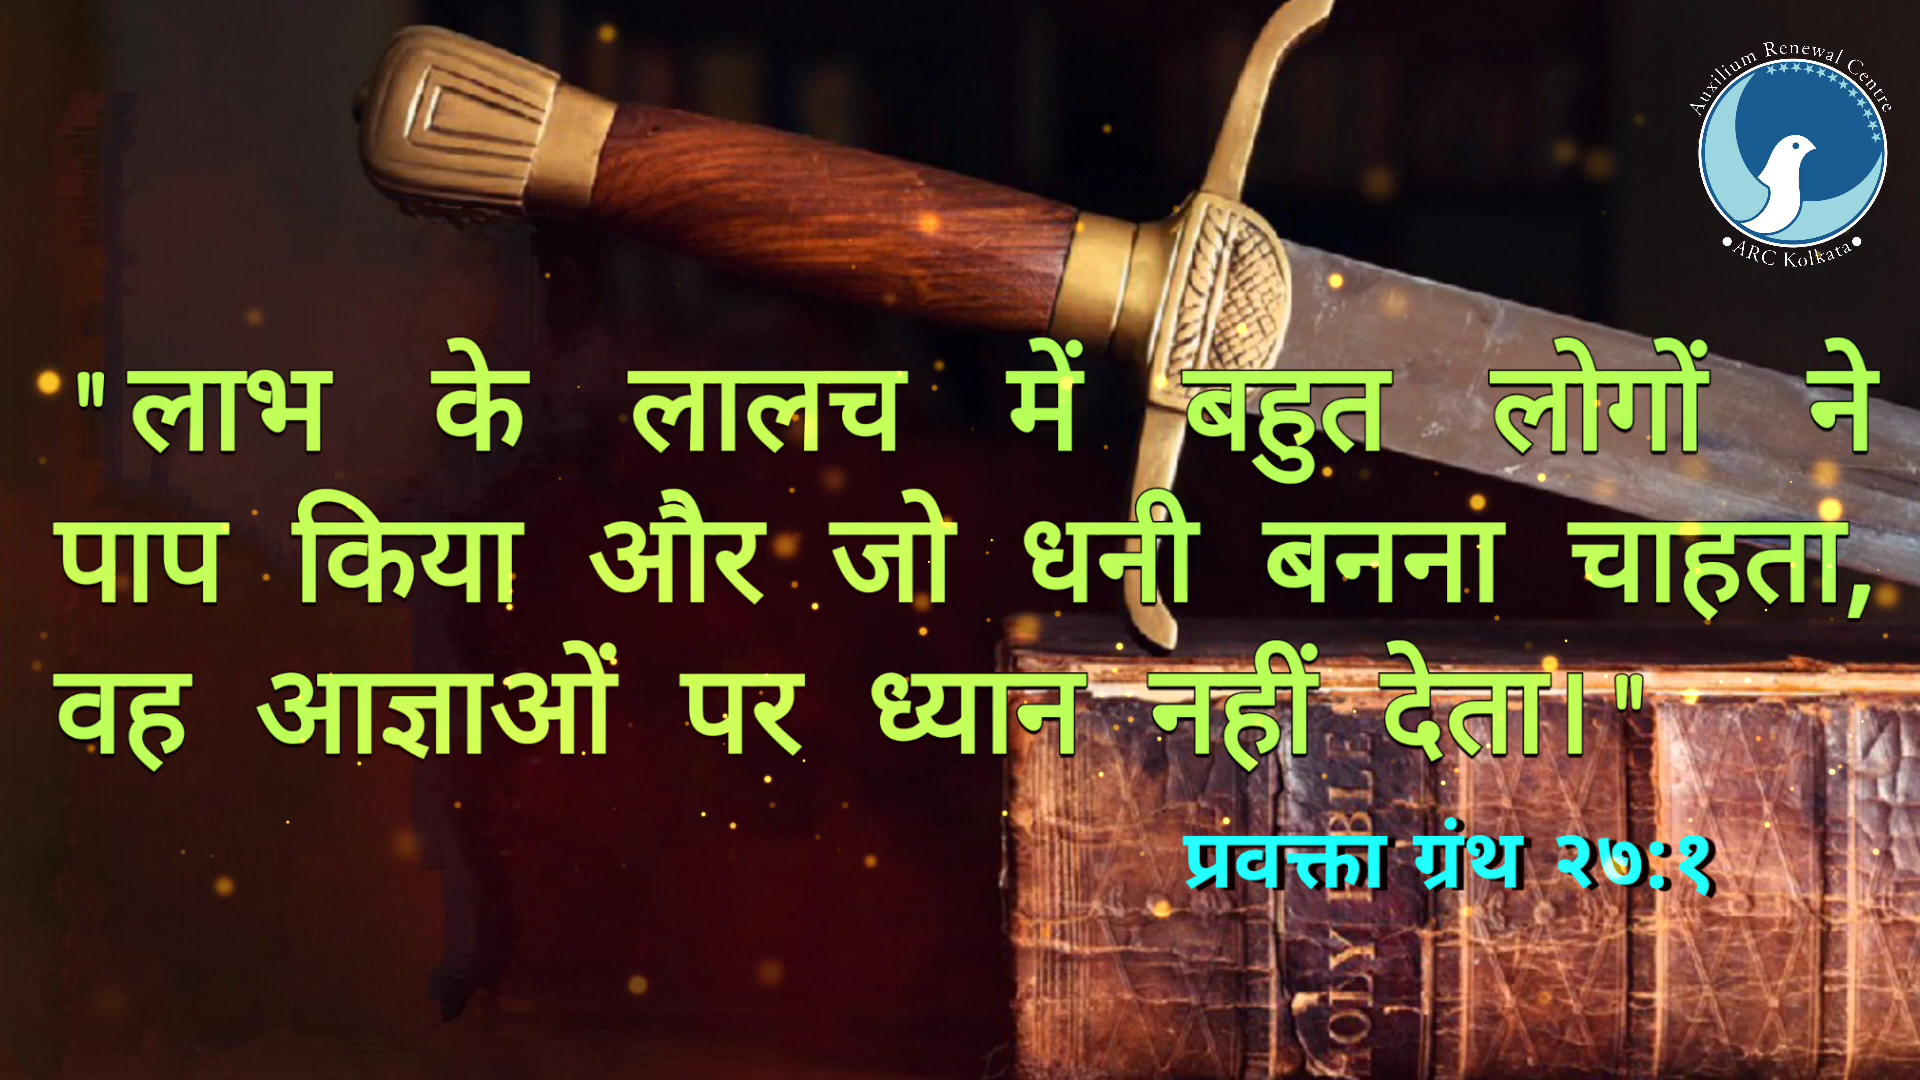 Auxilium Renewal Centre
ARC Kolkata
"लाभ के लालच में बहुत लोगों ने
पाप किया और जो धनी बनना चाहता,
वह आज्ञाओं पर ध्यान नहीं देता।"
प्रवक्ता ग्रंथ २७:१
HOLY BIBLE